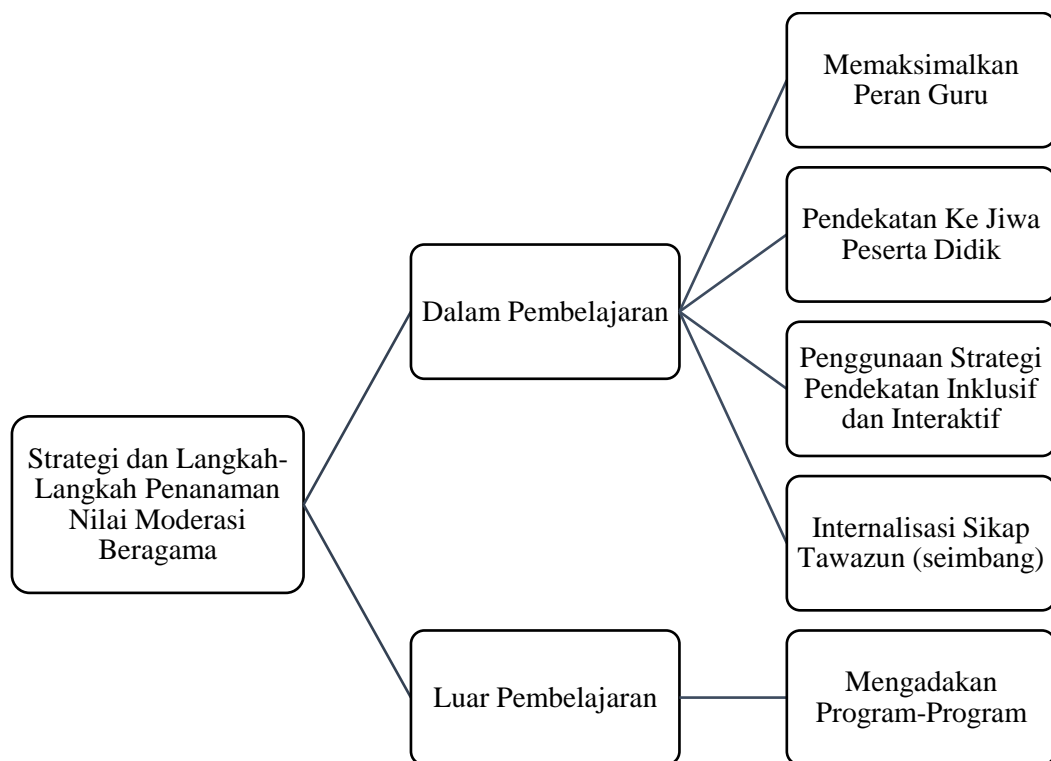 Strategi dan Langkah-
Langkah Penanaman
Nilai Moderasi
Beragama
Dalam Pembelajaran
Memaksimalkan
Peran Guru
Pendekatan Ke Jiwa
Peserta Didik
Penggunaan Strategi
Pendekatan Inklusif
dan Interaktif
Internalisasi Sikap
Tawazun (seimbang)
Luar Pembelajaran
Mengadakan
Program-Program